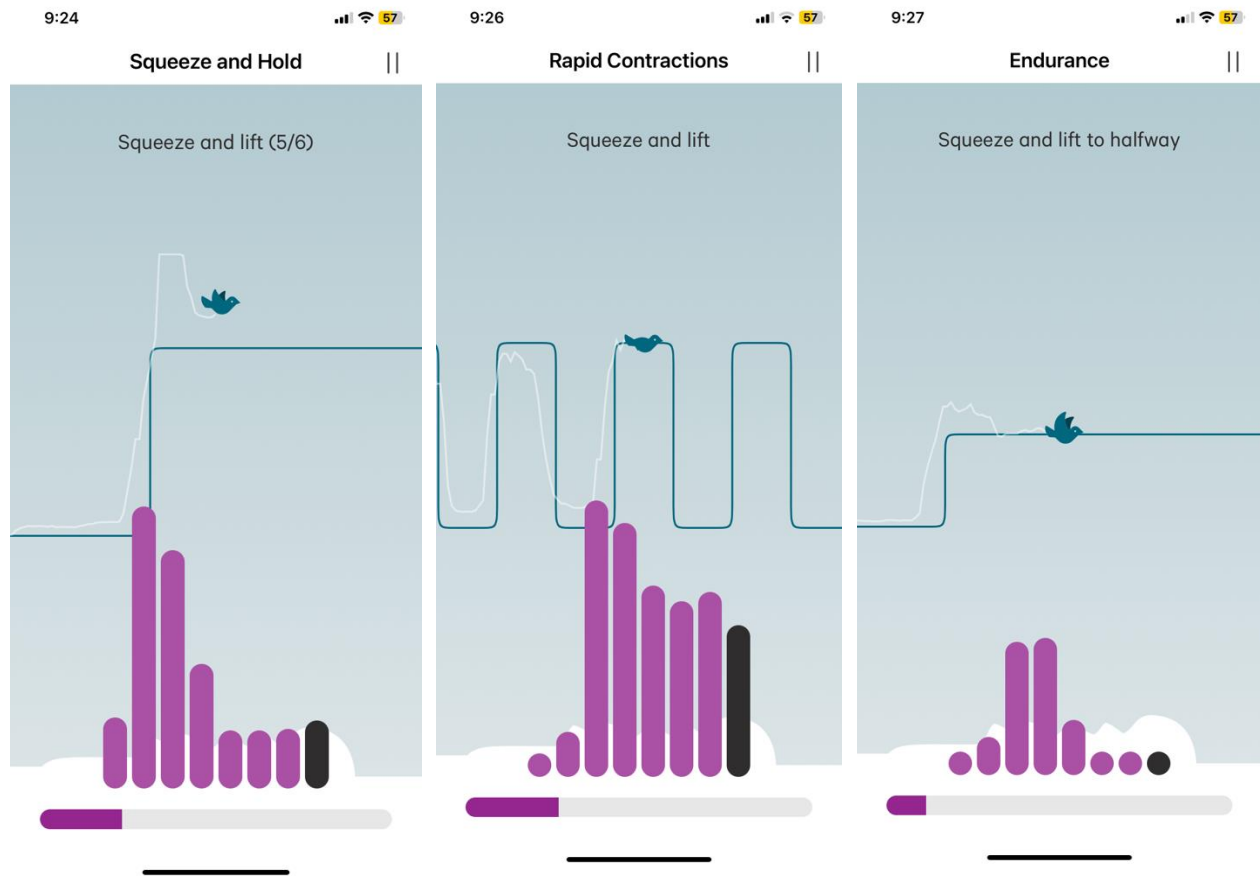 9:24
57
Squeeze and Hold
Squeeze and lift (5/6)
9:26
57
Rapid Contractions
Squeeze and lift
9:27
57
Endurance
Squeeze and lift to halfway